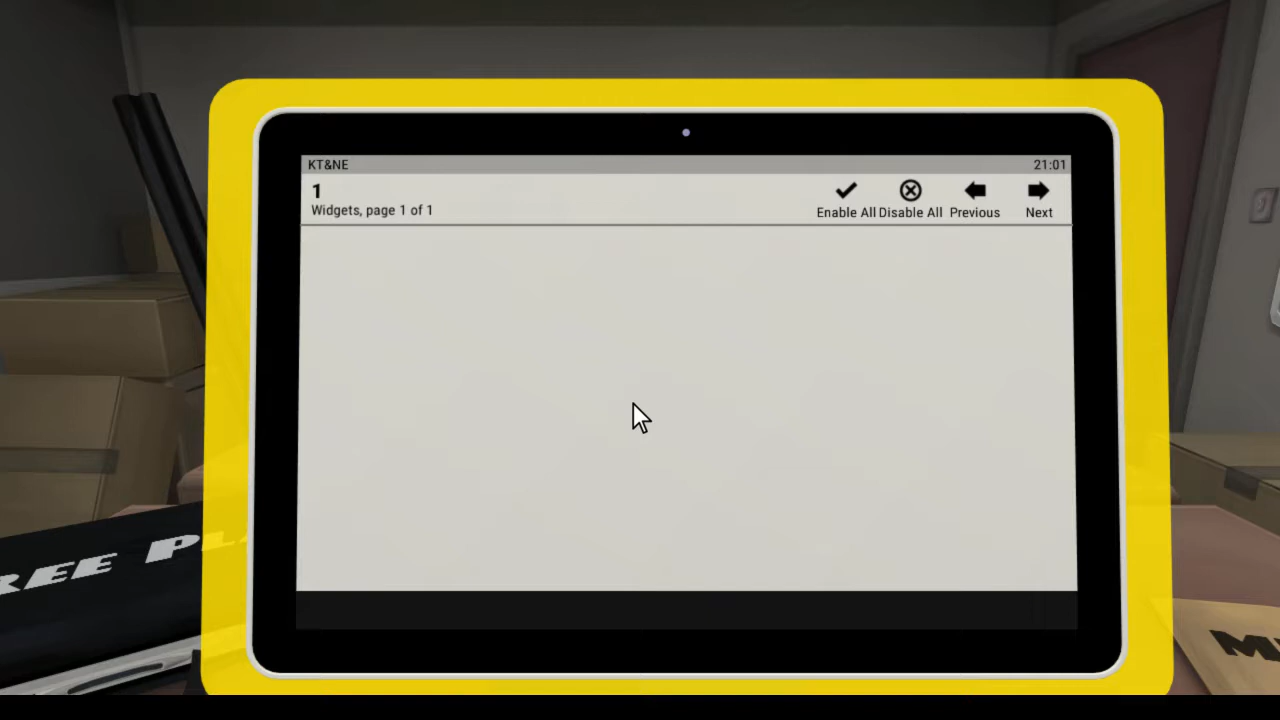 KT&NE
21:01
1
Widgets, page 1 of 1
Enable All
Disable All
Previous
Next